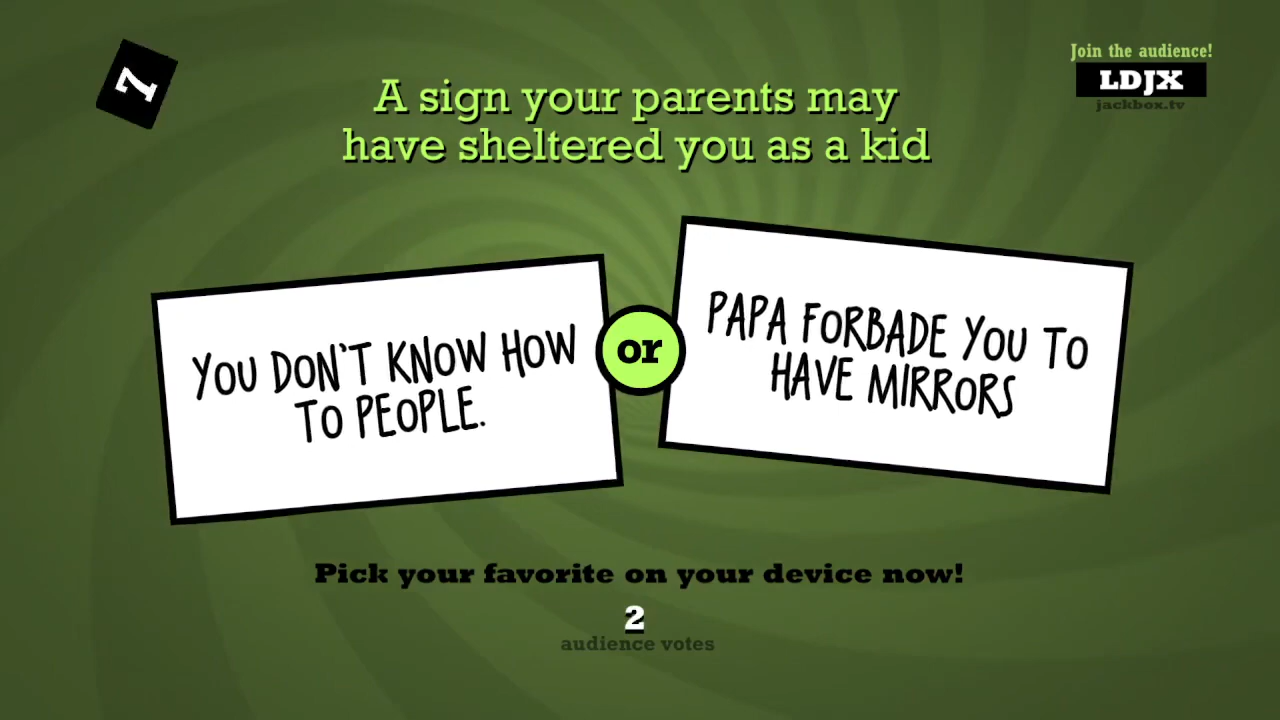 7
Join the audience!
LDJX
jackbox.tv
A sign your parents may
have sheltered you as a kid
YOU DON'T KNOW HOW
TO PEOPLE.
or
PAPA FORBADE YOU TO
HAVE MIRRORS
Pick your favorite on your device now!
2
audience votes